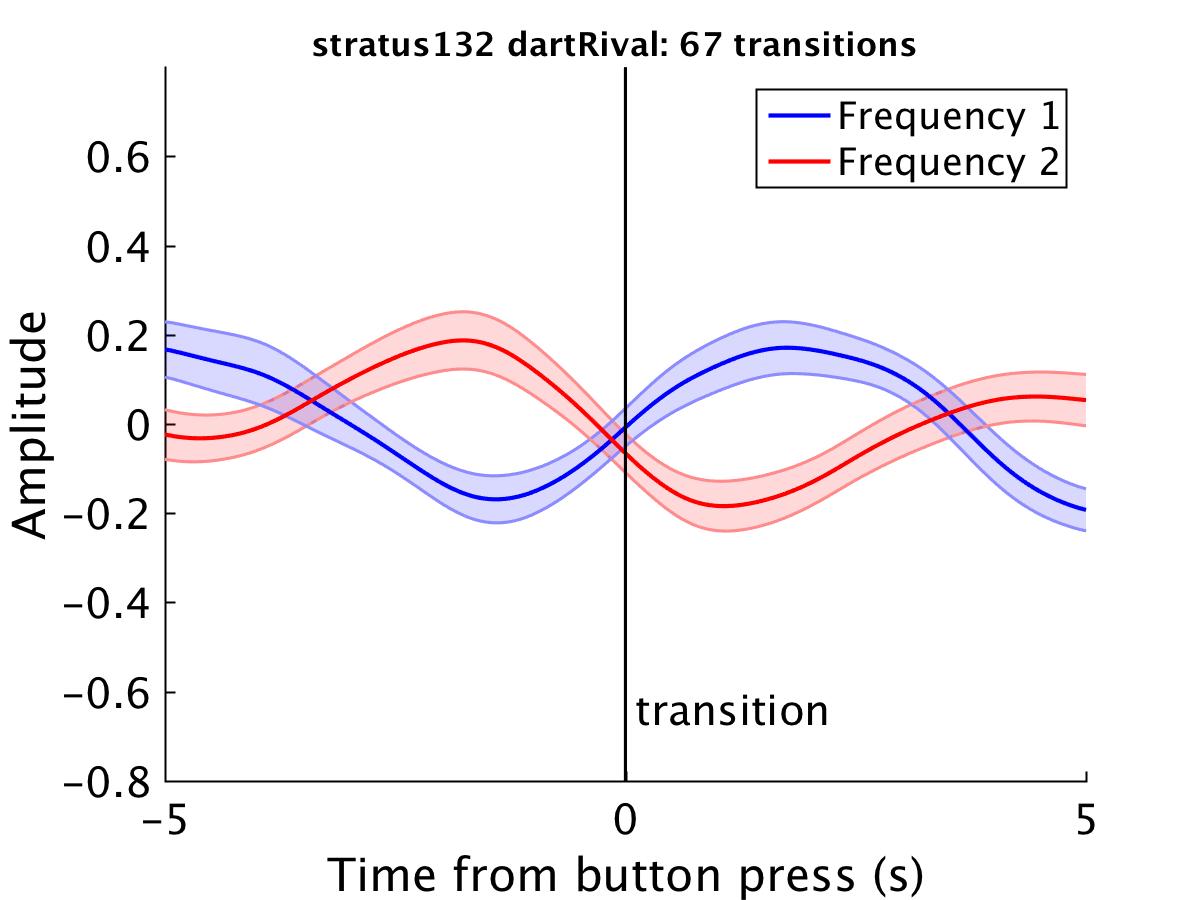 stratus132 dartRival: 67 transitions
Frequency 1
Frequency 2
0.6
0.4
0.2
0
−0.2
−0.4
−0.6
−0.8
Amplitude
transition
−5
0
5
Time from button press (s)